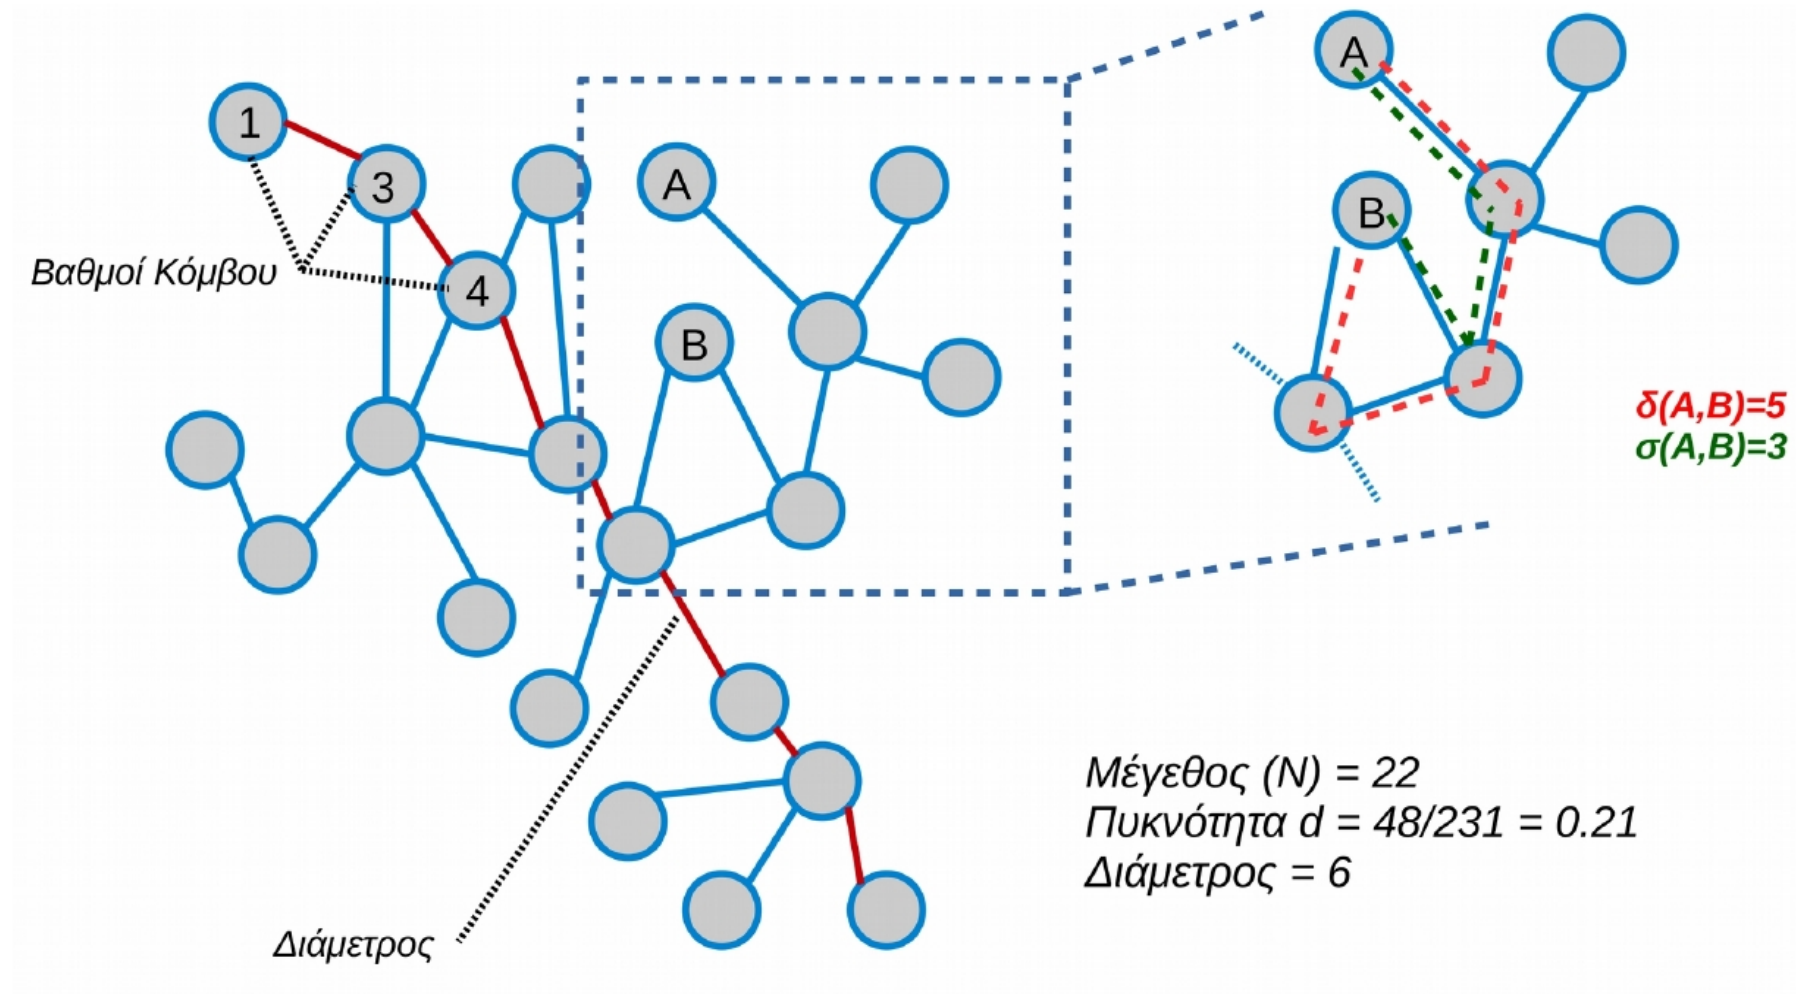 1
3
4
Βαθμοί Κόμβου
A
B
A
B
δ(A,B)=5
σ(A,B)=3
Μέγεθος (N) = 22
Πυκνότητα d = 48/231 = 0.21
Διάμετρος = 6
Διάμετρος